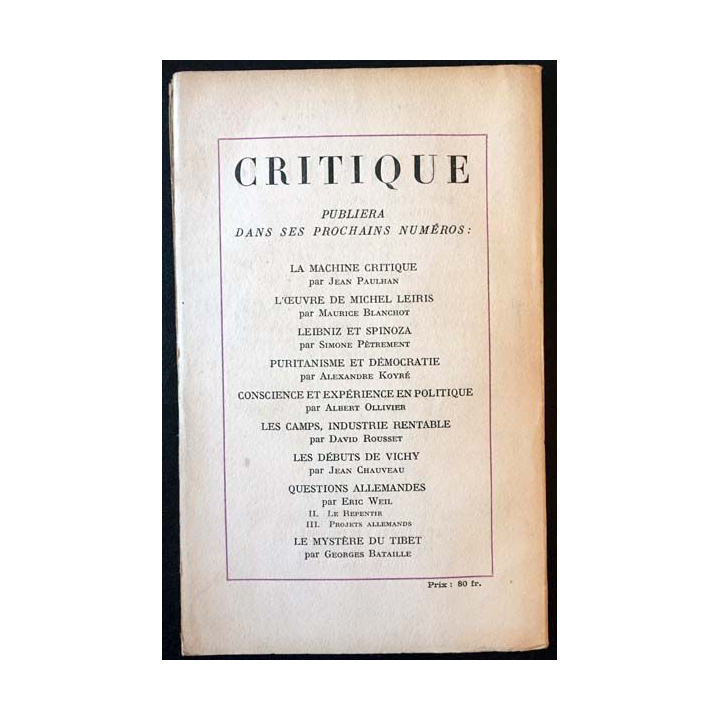 CRITIQUE
PUBLIERA
DANS SES PROCHAINS NUMÉROS :
LA MACHINE CRITIQUE
par Jean Paulhan
L'ŒUVRE DE MICHEL LEIRIS
par Maurice Blanchot
LEIBNIZ ET SPINOZA
par Simone Pêtrement
PURITANISME ET DÉMOCRATIE
par Alexandre Koyré
CONSCIENCE ET EXPÉRIENCE EN POLITIQUE
par Albert Ollivier
LES CAMPS, INDUSTRIE RENTABLE
par David Rousset
LES DÉBUTS DE VICHY
par Jean Chauveau
QUESTIONS ALLEMANDES
par Eric Weil
II. Le Repentir
III. Projets allemands
LE MYSTÈRE DU TIBET
par Georges Bataille
Prix : 80 fr.